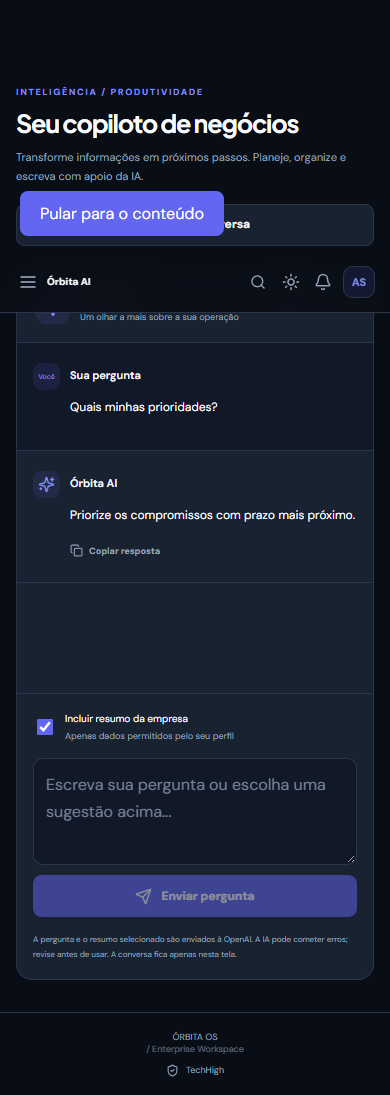 INTELIGÊNCIA / PRODUTIVIDADE
Seu copiloto de negócios
Transforme informações em próximos passos. Planeje, organize e
escreva com apoio da IA.
Pular para o conteúdo
Órbita AI
AS
Um olhar a mais sobre a sua operação
Você
Sua pergunta
Quais minhas prioridades?
Órbita AI
Priorize os compromissos com prazo mais próximo.
Copiar resposta
Incluir resumo da empresa
Apenas dados permitidos pelo seu perfil
Escreva sua pergunta ou escolha uma
sugestão acima...
Enviar pergunta
A pergunta e o resumo selecionado são enviados à OpenAI. A IA pode cometer erros;
revise antes de usar. A conversa fica apenas nesta tela.
ÓRBITA OS
/ Enterprise Workspace
TechHigh